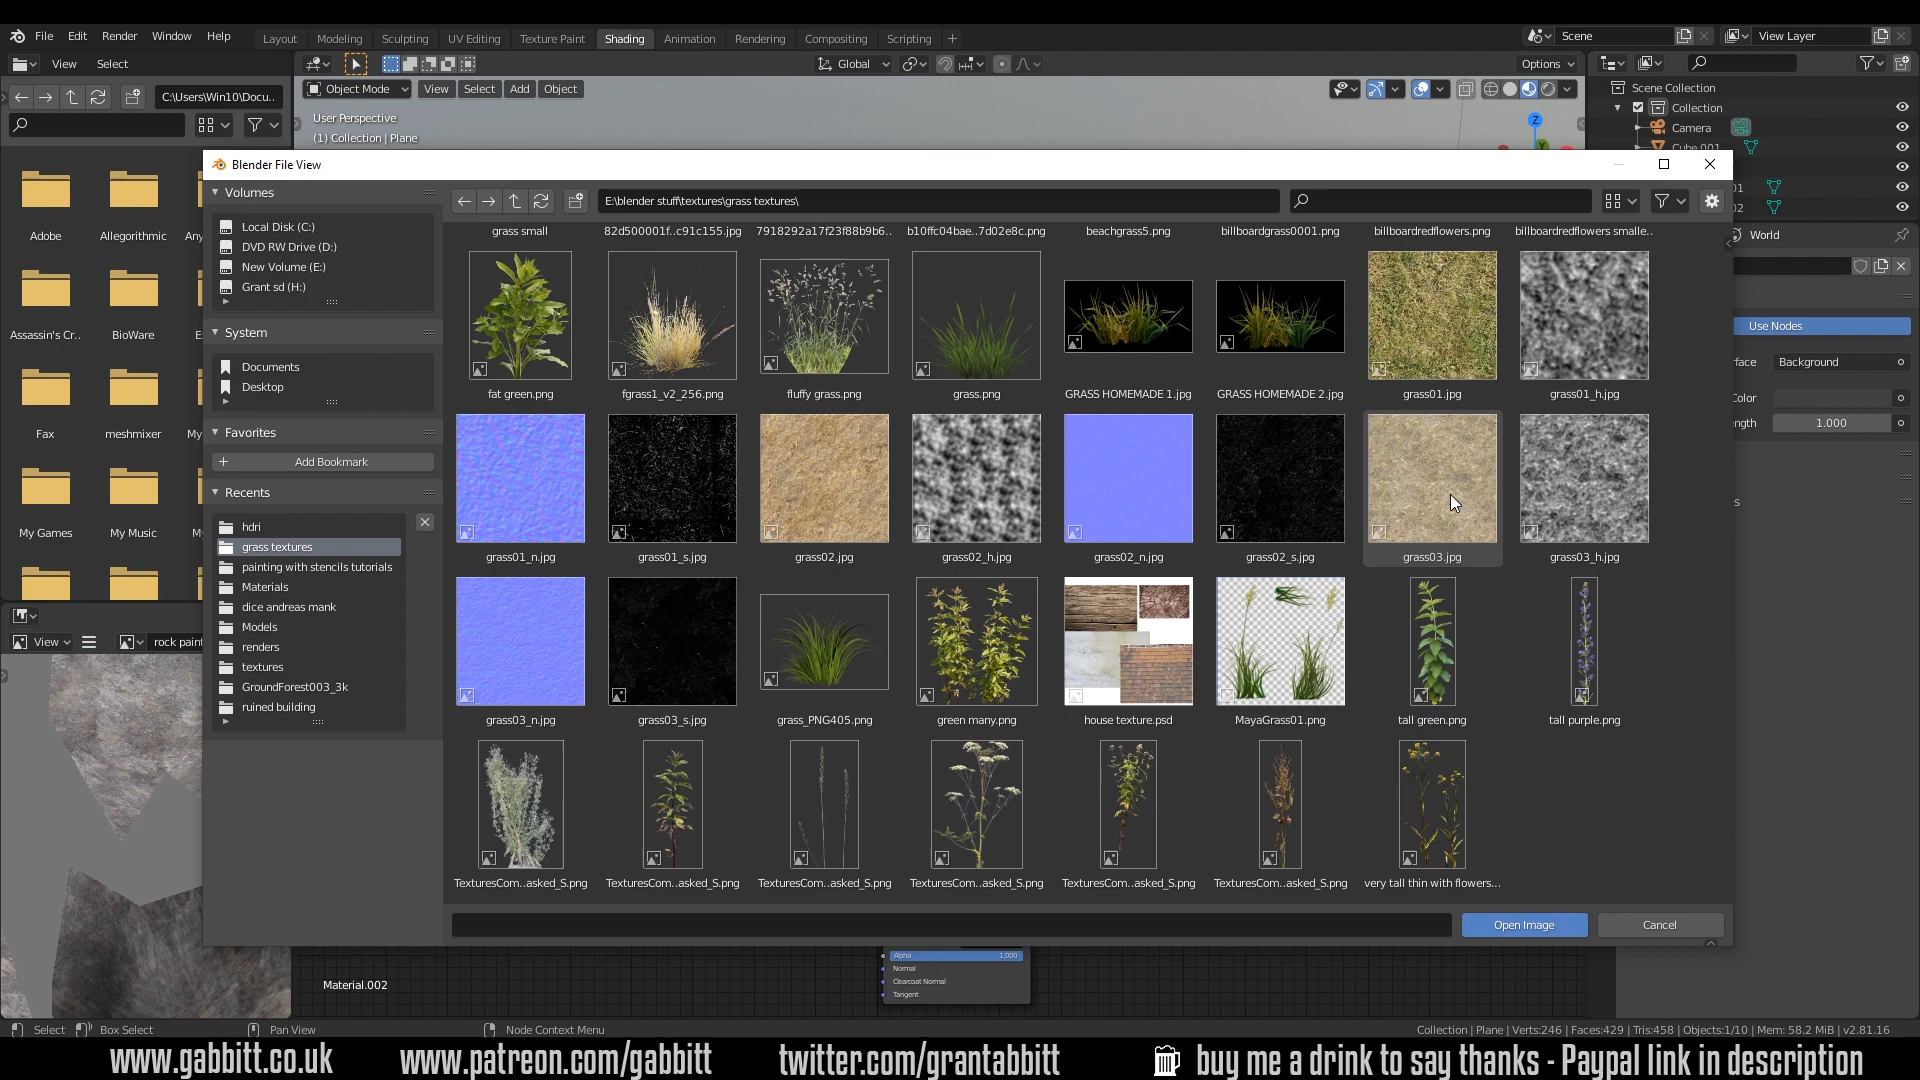 File Edit Render Window Help
Layout Modeling Sculpting UV Editing Texture Paint Shading Animation Rendering Compositing Scripting
Scene View Layer
View Select
Global Options
C:\Users\Win10\Docu..
Object Mode View Select Add Object
User Perspective
(1) Collection | Plane
Scene Collection
Collection
Camera
Cube.001
Blender File View
Volumes
Local Disk (C:)
DVD RW Drive (D:)
New Volume (E:)
Grant sd (H:)
System
Documents
Desktop
Favorites
Add Bookmark
Recents
hdri
grass textures
painting with stencils tutorials
Materials
dice andreas mank
Models
renders
textures
GroundForest003_3k
ruined building
E:\blender stuff\textures\grass textures\
grass small 82d500001f..c91c155.jpg 7918292a17f23f88b9b6.. b10ffc04bae..7d02e8c.png beachgrass5.png billboardgrass0001.png billboardredflowers.png billboardredflowers smalle..
fat green.png fgrass1_v2_256.png fluffy grass.png grass.png GRASS HOMEMADE 1.jpg GRASS HOMEMADE 2.jpg grass01.jpg grass01_h.jpg
grass01_n.jpg grass01_s.jpg grass02.jpg grass02_h.jpg grass02_n.jpg grass02_s.jpg grass03.jpg grass03_h.jpg
grass03_n.jpg grass03_s.jpg grass_PNG405.png green many.png house texture.psd MayaGrass01.png tall green.png tall purple.png
TexturesCom..asked_S.png TexturesCom..asked_S.png TexturesCom..asked_S.png TexturesCom..asked_S.png TexturesCom..asked_S.png TexturesCom..asked_S.png very tall thin with flowers...
Open Image Cancel
Adobe Allegorithmic Any
Assassin's Cr.. BioWare
Fax meshmixer My
My Games My Music
View rock paint
01
02
World
Use Nodes
face Background
Color
ngth 1.000
Alpha 1.000
Normal
Clearcoat Normal
Tangent
Material.002
Select Box Select Pan View Node Context Menu
Collection | Plane | Verts:246 | Faces:429 | Tris:458 | Objects:1/10 | Mem: 58.2 MiB | v2.81.16
www.gabbitt.co.uk www.patreon.com/gabbitt twitter.com/grantabbitt buy me a drink to say thanks - Paypal link in description